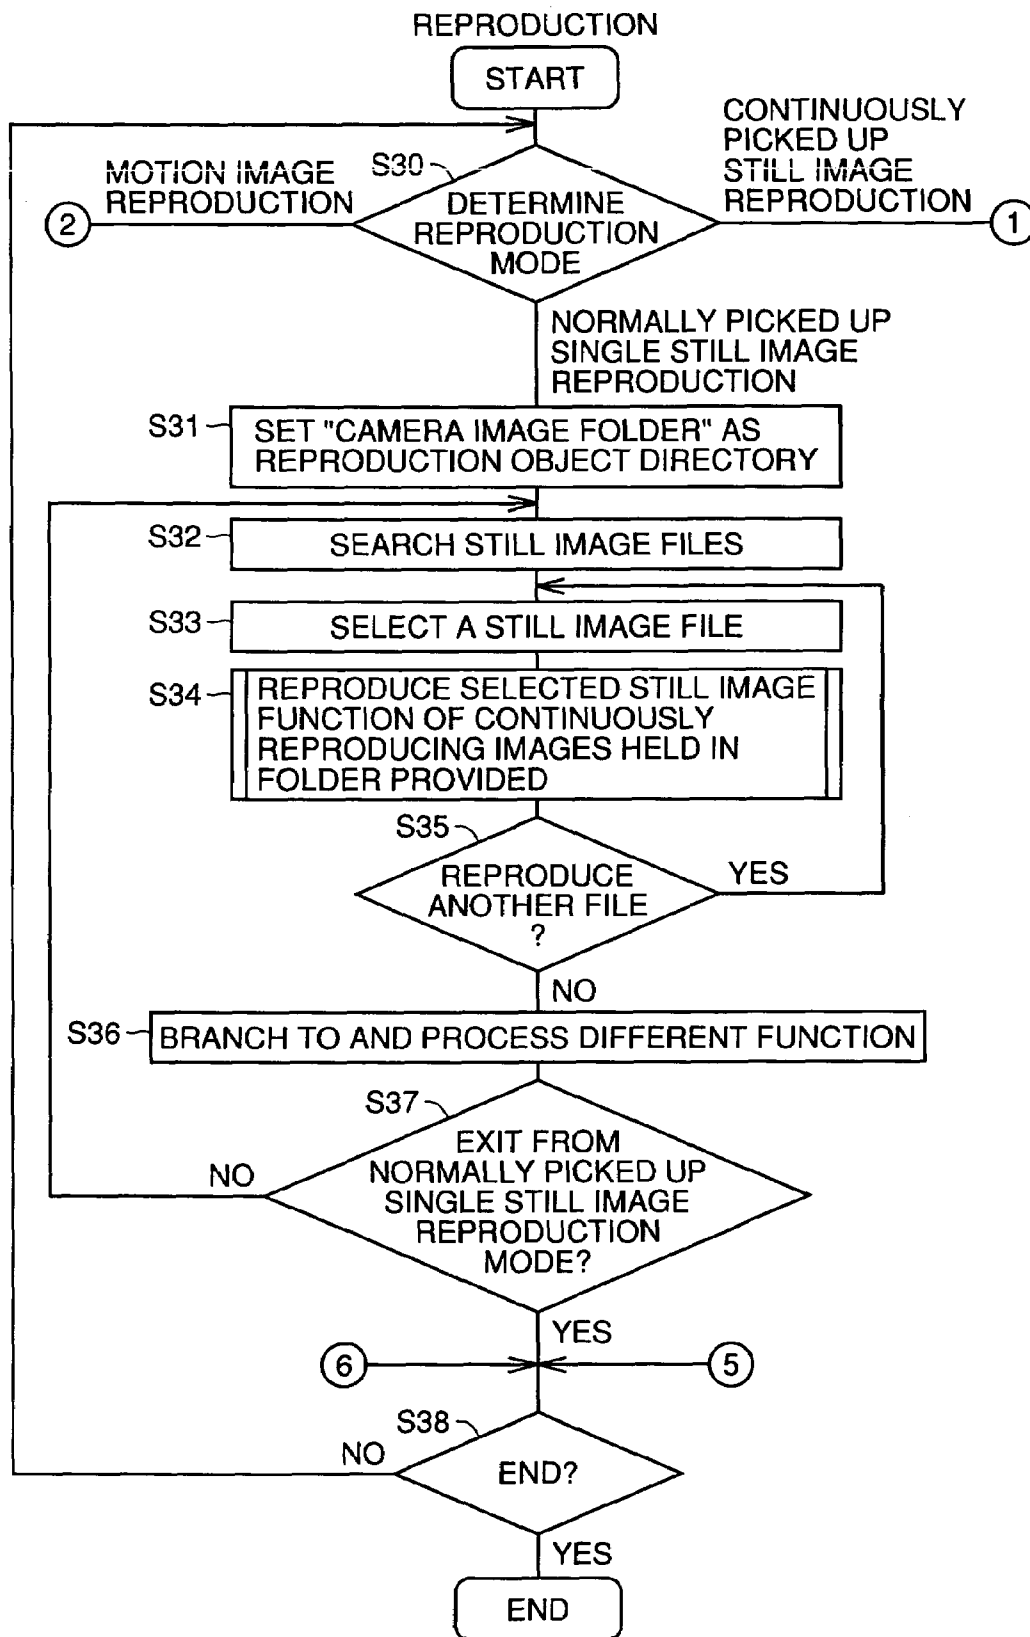 REPRODUCTION
START
CONTINUOUSLY
PICKED UP
STILL IMAGE
REPRODUCTION
MOTION IMAGE
REPRODUCTION
S30
2
DETERMINE
REPRODUCTION
MODE
1
NORMALLY PICKED UP
SINGLE STILL IMAGE
REPRODUCTION
S31
SET "CAMERA IMAGE FOLDER" AS
REPRODUCTION OBJECT DIRECTORY
S32
SEARCH STILL IMAGE FILES
S33
SELECT A STILL IMAGE FILE
S34
REPRODUCE SELECTED STILL IMAGE
FUNCTION OF CONTINUOUSLY
REPRODUCING IMAGES HELD IN
FOLDER PROVIDED
S35
REPRODUCE
ANOTHER FILE
?
YES
NO
S36
BRANCH TO AND PROCESS DIFFERENT FUNCTION
S37
EXIT FROM
NORMALLY PICKED UP
SINGLE STILL IMAGE
REPRODUCTION
MODE?
NO
YES
6
5
S38
NO
END?
YES
END